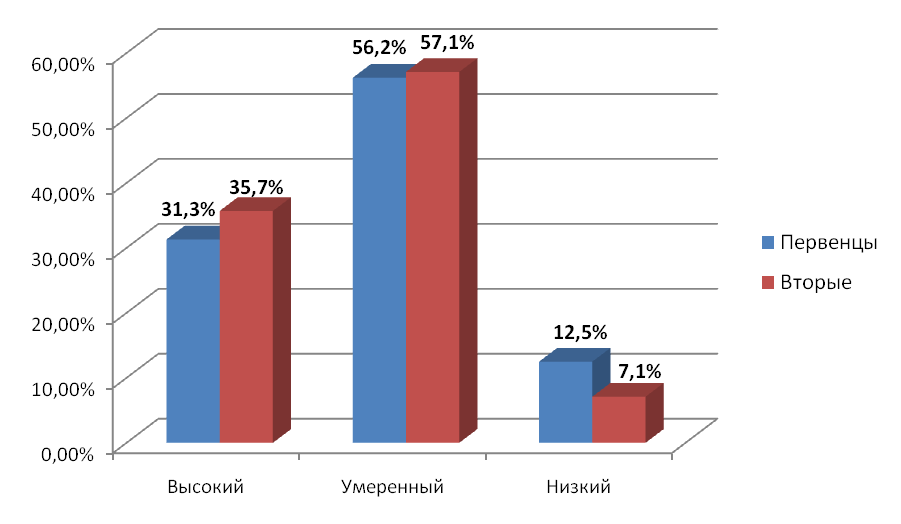 60,00%
50,00%
40,00%
30,00%
20,00%
10,00%
0,00%
31,3%
35,7%
56,2%
57,1%
12,5%
7,1%
Высокий
Умеренный
Низкий
Первенцы
Вторые